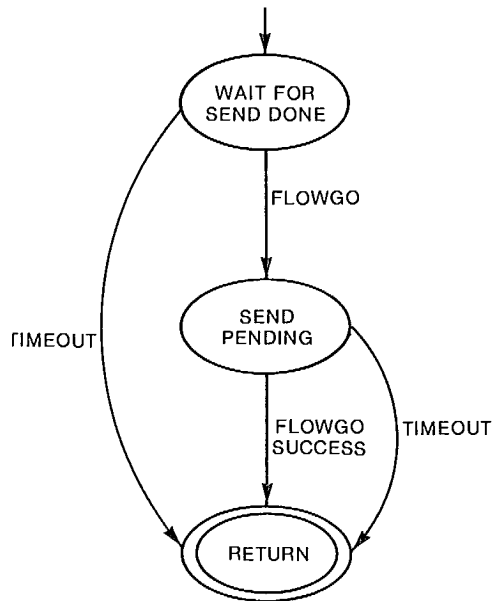 WAIT FOR
SEND DONE
FLOWGO
SEND
PENDING
TIMEOUT
FLOWGO
SUCCESS
TIMEOUT
RETURN